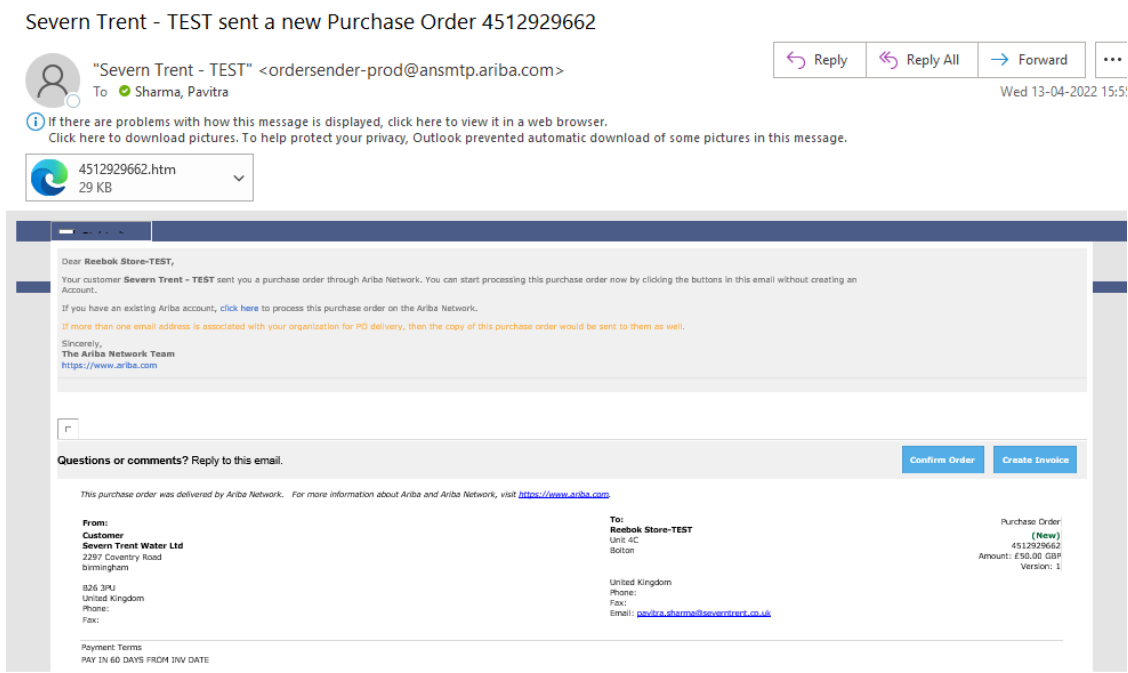 Severn Trent - TEST sent a new Purchase Order 4512929662
"Severn Trent - TEST" <ordersender-prod@ansmtp.ariba.com>
To Sharma, Pavitra
Reply
Reply All
Forward
Wed 13-04-2022 15:55
If there are problems with how this message is displayed, click here to view it in a web browser.
Click here to download pictures. To help protect your privacy, Outlook prevented automatic download of some pictures in this message.
4512929662.htm
29 KB
Dear Reebok Store-TEST,
Your customer Severn Trent - TEST sent you a purchase order through Ariba Network. You can start processing this purchase order now by clicking the buttons in this email without creating an
Account.
If you have an existing Ariba account, click here to process this purchase order on the Ariba Network.
If more than one email address is associated with your organization for PO delivery, then the copy of this purchase order would be sent to them as well.
Sincerely,
The Ariba Network Team
https://www.ariba.com
Questions or comments? Reply to this email.
Confirm Order
Create Invoice
This purchase order was delivered by Ariba Network. For more information about Ariba and Ariba Network, visit https://www.ariba.com.
From:
Customer
Severn Trent Water Ltd
2297 Coventry Road
birmingham
B26 3PU
United Kingdom
Phone:
Fax:
To:
Reebok Store-TEST
Unit 4C
Bolton
United Kingdom
Phone:
Fax:
Email: pavitra.sharma@severntrent.co.uk
Purchase Order
(New)
4512929662
Amount: £50.00 GBP
Version: 1
Payment Terms
PAY IN 60 DAYS FROM INV DATE